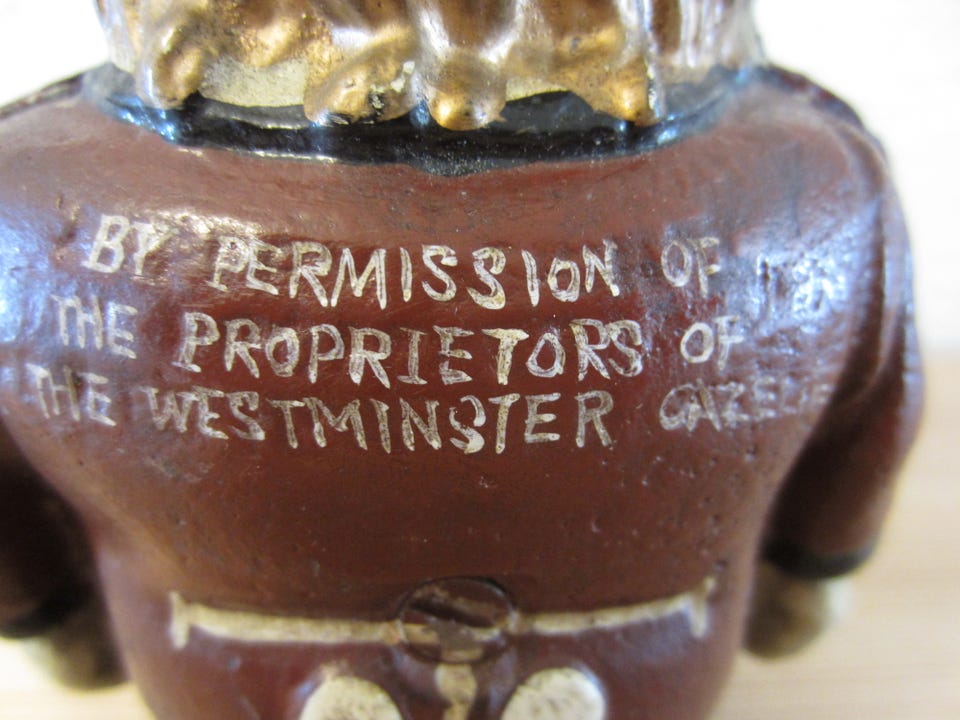 BY PERMISSION OF
THE PROPRIETORS OF
THE WESTMINSTER